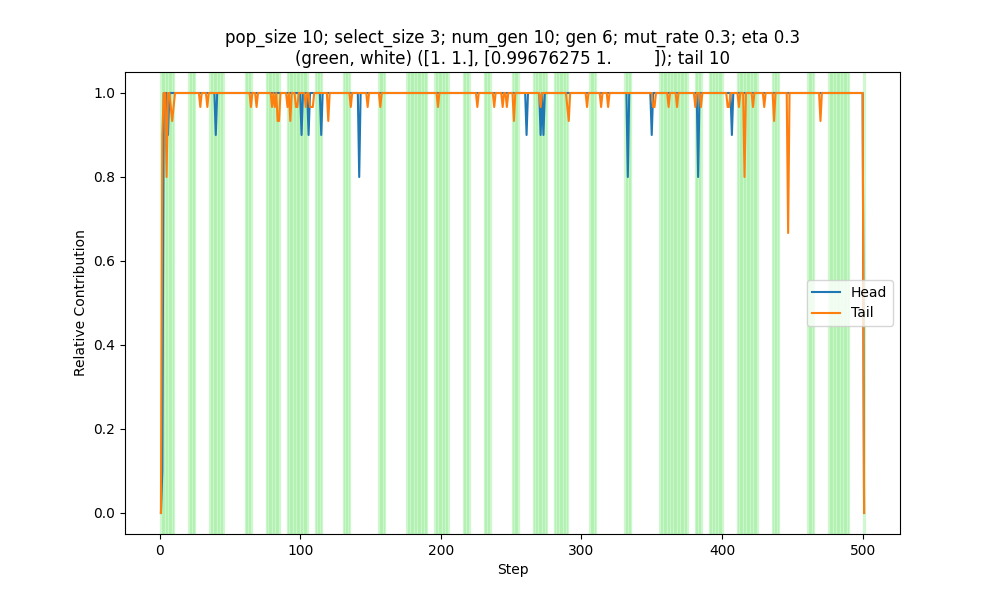 pop_size 10; select_size 3; num_gen 10; gen 6; mut_rate 0.3; eta 0.3
(green, white) ([1. 1.], [0.99676275 1.         ]); tail 10
1.0
0.8
0.6
0.4
0.2
0.0
Relative Contribution
Head
Tail
0
100
200
300
400
500
Step